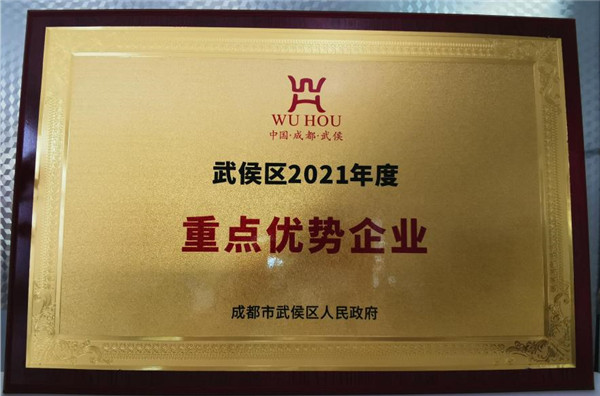 WU HOU
中国·成都·武侯
武侯区2021年度
重点优势企业
成都市武侯区人民政府